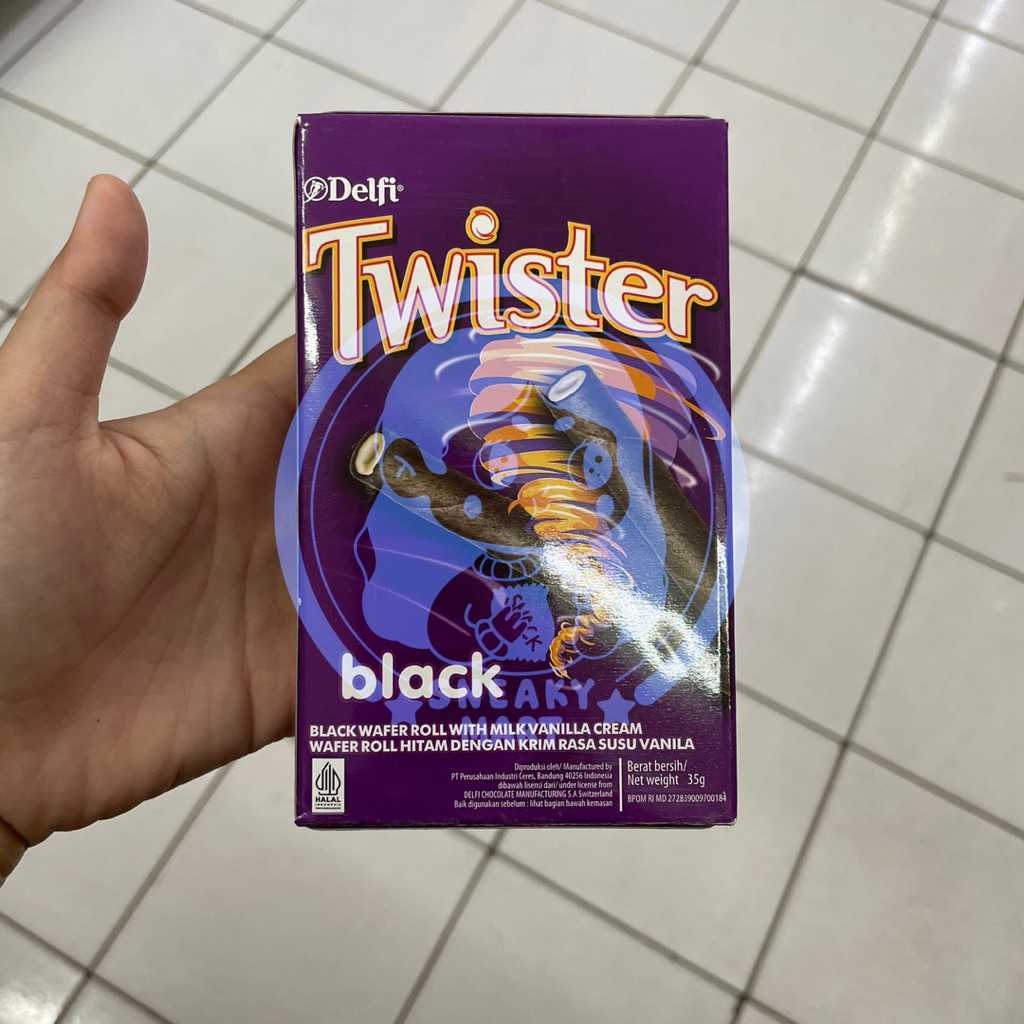 Delfi®
Twister
black
SNACK
SNEAKY
MART
BLACK WAFER ROLL WITH MILK VANILLA CREAM
WAFER ROLL HITAM DENGAN KRIM RASA SUSU VANILA
HALAL
INDONESIA
Diproduksi oleh/ Manufactured by
PT Perusahaan Industri Ceres, Bandung 40256 Indonesia
dibawah lisensi dari/ under license from
DELFI CHOCOLATE MANUFACTURING S.A Switzerland
Baik digunakan sebelum : lihat bagian bawah kemasan
Berat bersih/
Net weight 35g
BPOM RI MD 272839009700184